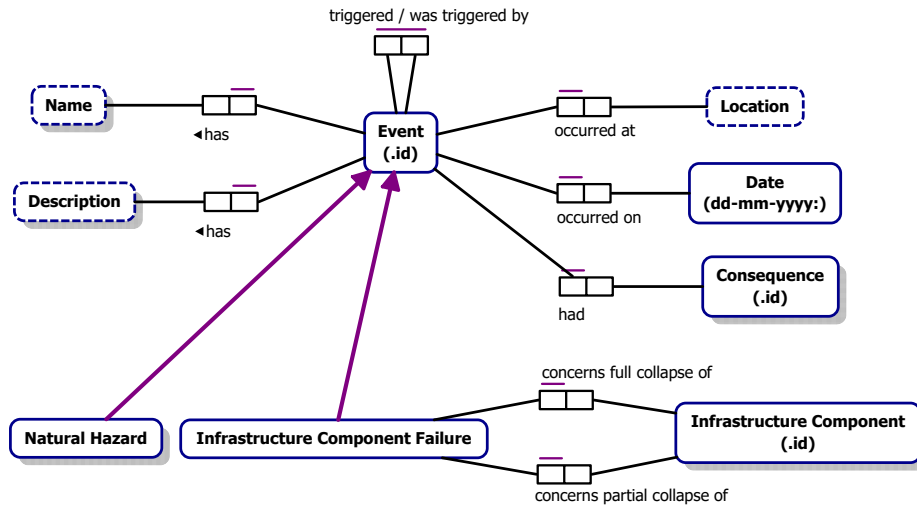 triggered / was triggered by
Name
◄has
Event
(.id)
occurred at
Location
Description
◄has
occurred on
Date
(dd-mm-yyyy:)
had
Consequence
(.id)
concerns full collapse of
Natural Hazard
Infrastructure Component Failure
Infrastructure Component
(.id)
concerns partial collapse of